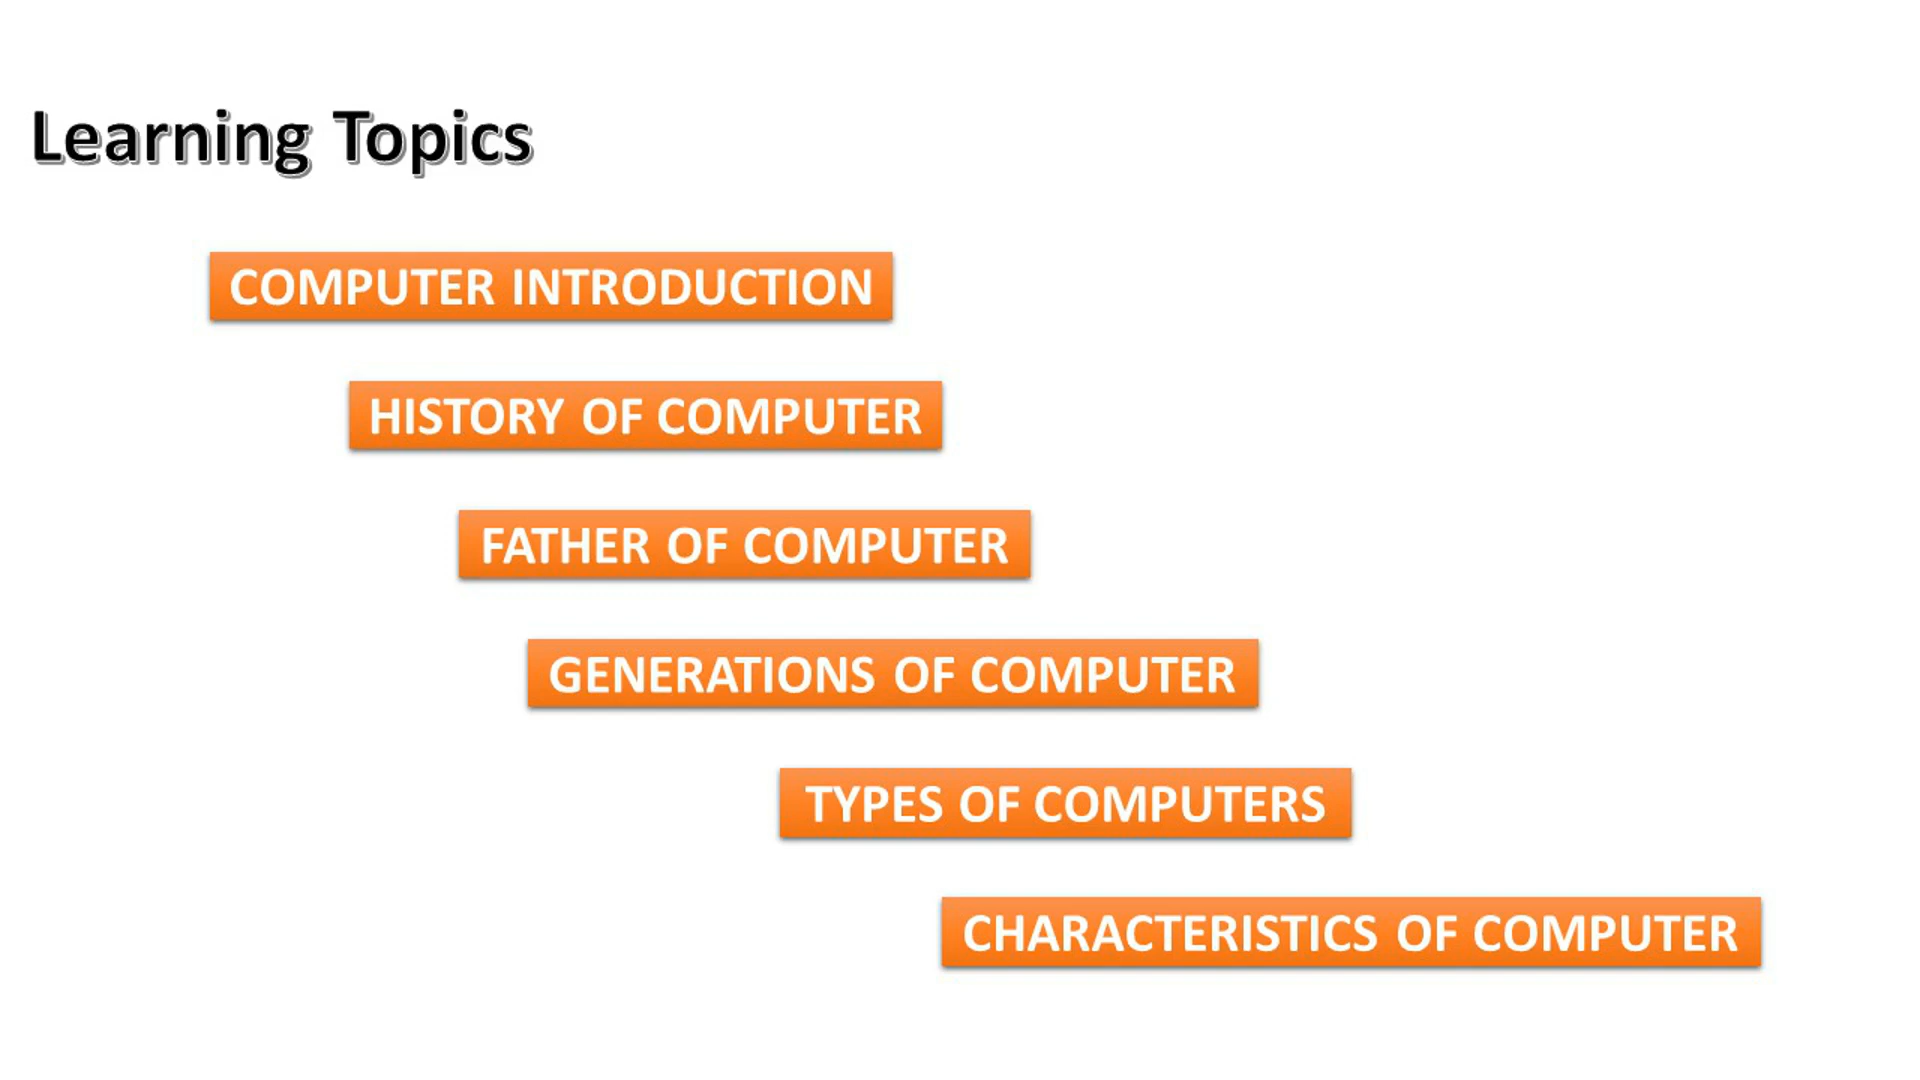 Learning Topics
COMPUTER INTRODUCTION
HISTORY OF COMPUTER
FATHER OF COMPUTER
GENERATIONS OF COMPUTER
TYPES OF COMPUTERS
CHARACTERISTICS OF COMPUTER